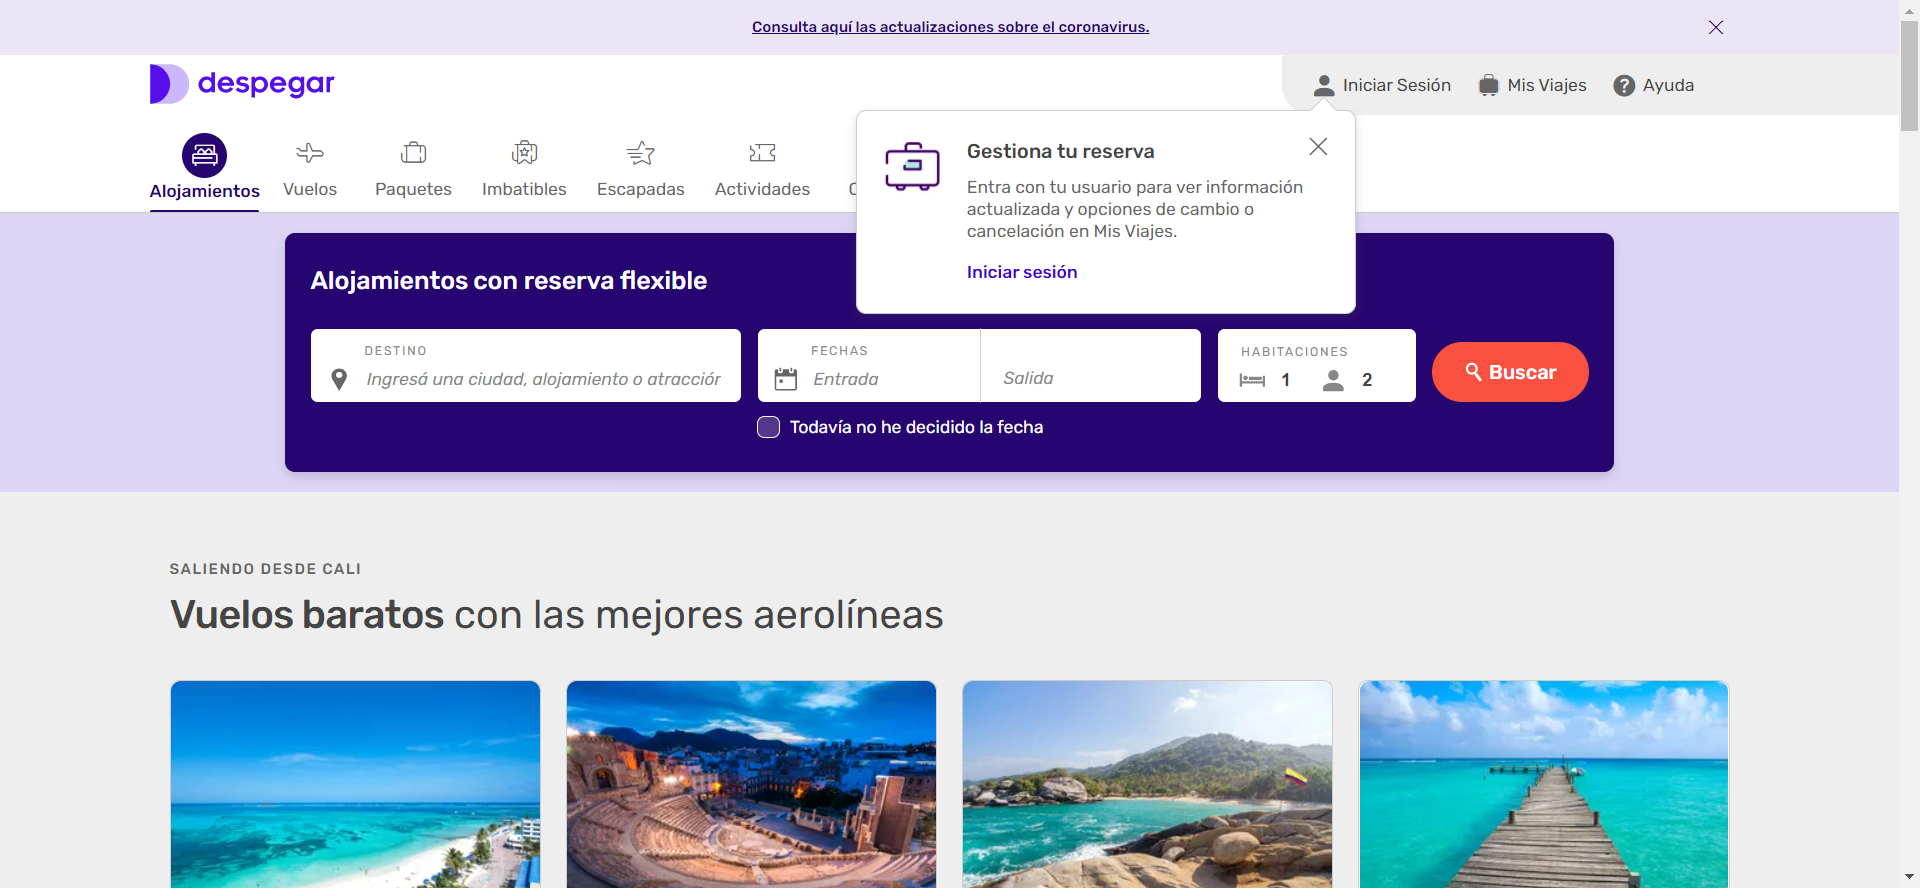 Consulta aquí las actualizaciones sobre el coronavirus.
despegar
Iniciar Sesión
Mis Viajes
? Ayuda
Alojamientos
Vuelos
Paquetes
Imbatibles
Escapadas
Actividades
Gestiona tu reserva
Entra con tu usuario para ver información
actualizada y opciones de cambio o
cancelación en Mis Viajes.
Iniciar sesión
Alojamientos con reserva flexible
DESTINO
Ingresá una ciudad, alojamiento o atracción
FECHAS
Entrada
Salida
HABITACIONES
1
2
Buscar
Todavía no he decidido la fecha
SALIENDO DESDE CALI
Vuelos baratos con las mejores aerolíneas